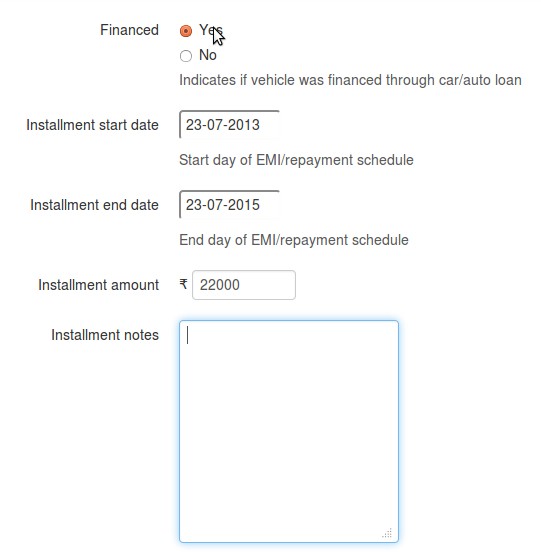 Financed
Yes
No
Indicates if vehicle was financed through car/auto loan
Installment start date
23-07-2013
Start day of EMI/repayment schedule
Installment end date
23-07-2015
End day of EMI/repayment schedule
Installment amount
₹ 22000
Installment notes